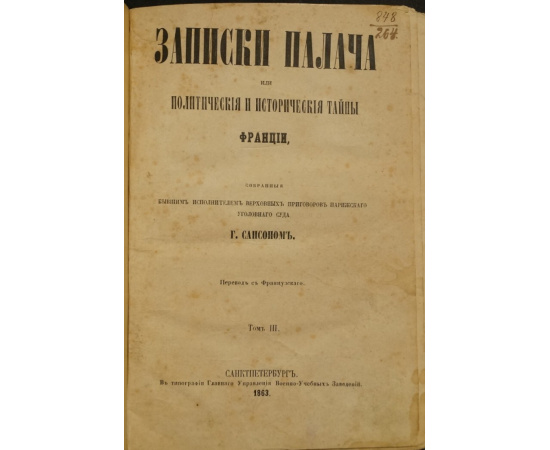 848
264
ЗАПИСКИ ПАЛАЧА
ИЛИ
ПОЛИТИЧЕСКІЯ И ИСТОРИЧЕСКІЯ ТАЙНЫ
ФРАНЦІИ,
СОБРАННЫЯ
БЫВШИМЪ ИСПОЛНИТЕЛЕМЪ ВЕРХОВНЫХЪ ПРИГОВОРОВЪ ПАРИЖСКАГО
УГОЛОВНАГО СУДА
Г. САНСОНОМЪ.
Переводъ съ Французскаго.
Томъ III.
САНКТПЕТЕРБУРГЪ.
Въ типографіи Главнаго Управленія Военно-Учебныхъ Заведеній.
1863.